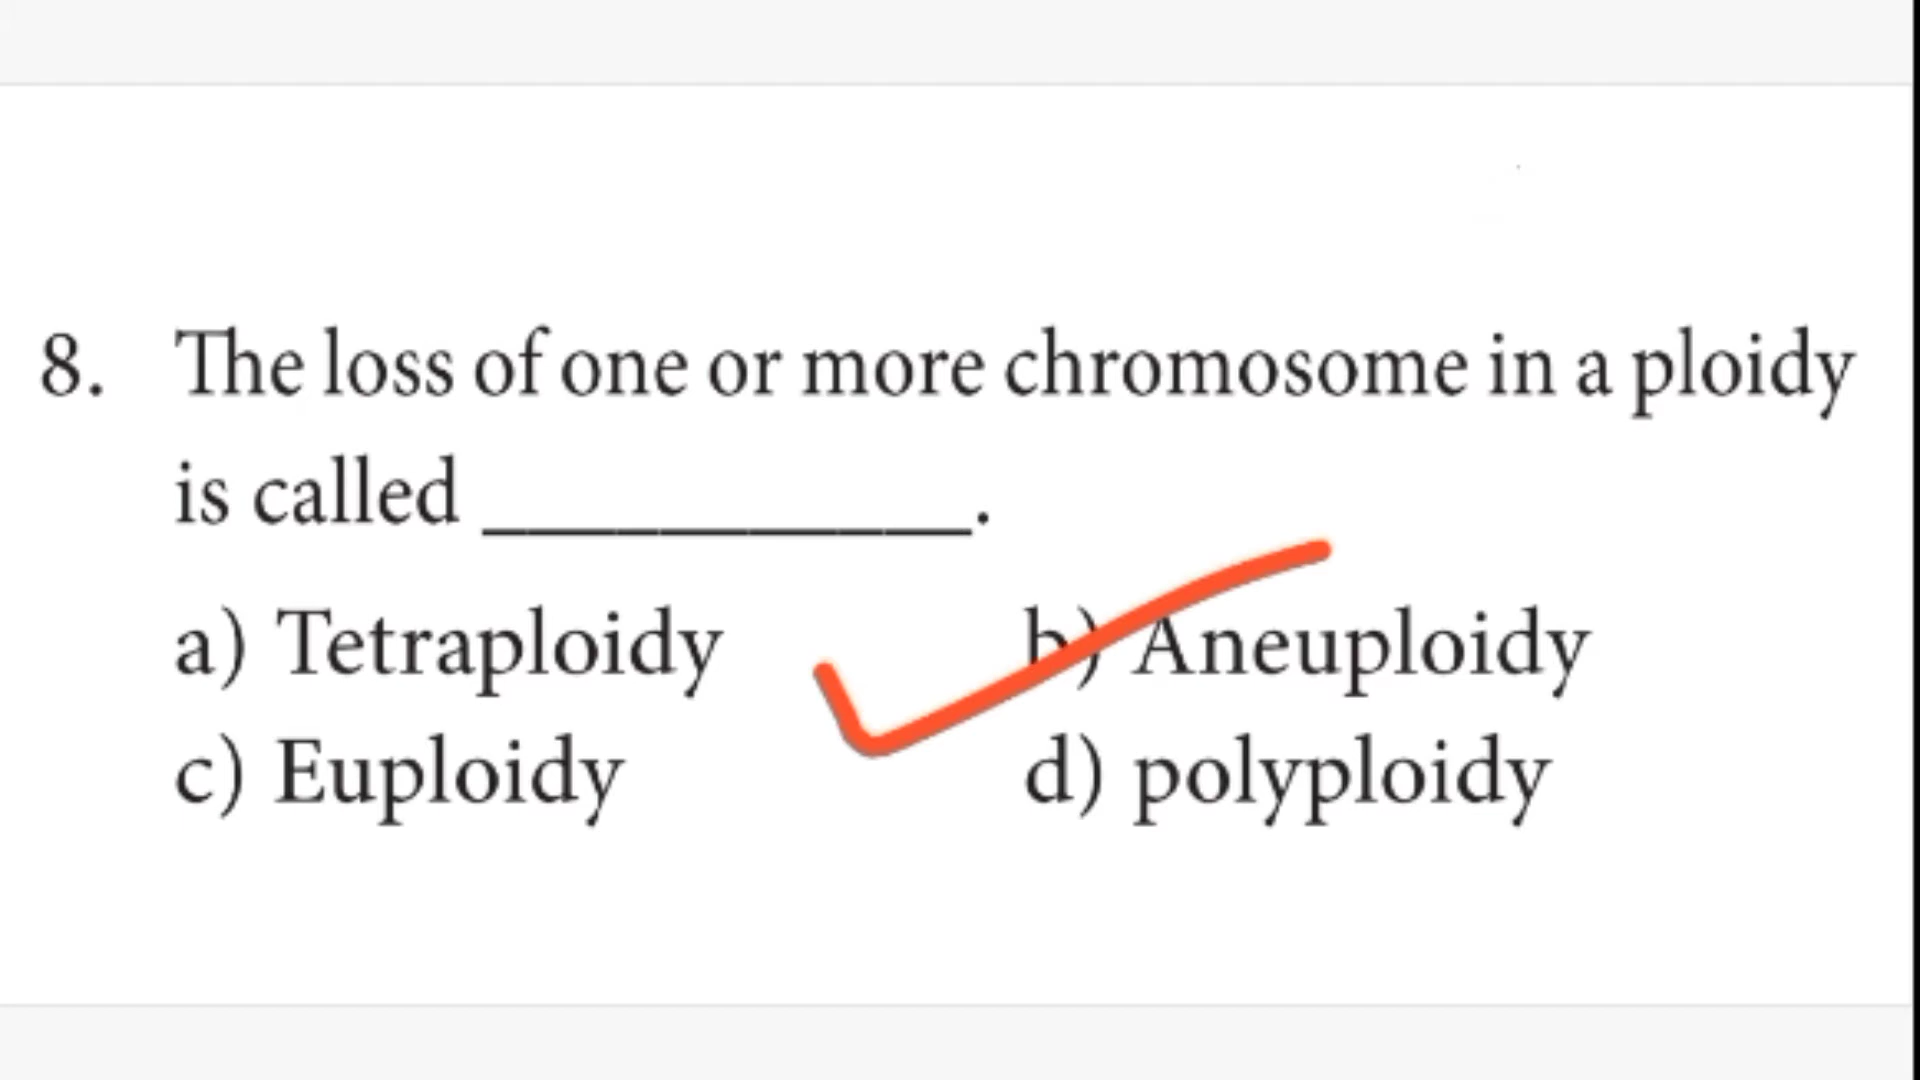 8. The loss of one or more chromosome in a ploidy
is called ___________.
a) Tetraploidy b) Aneuploidy
c) Euploidy d) polyploidy